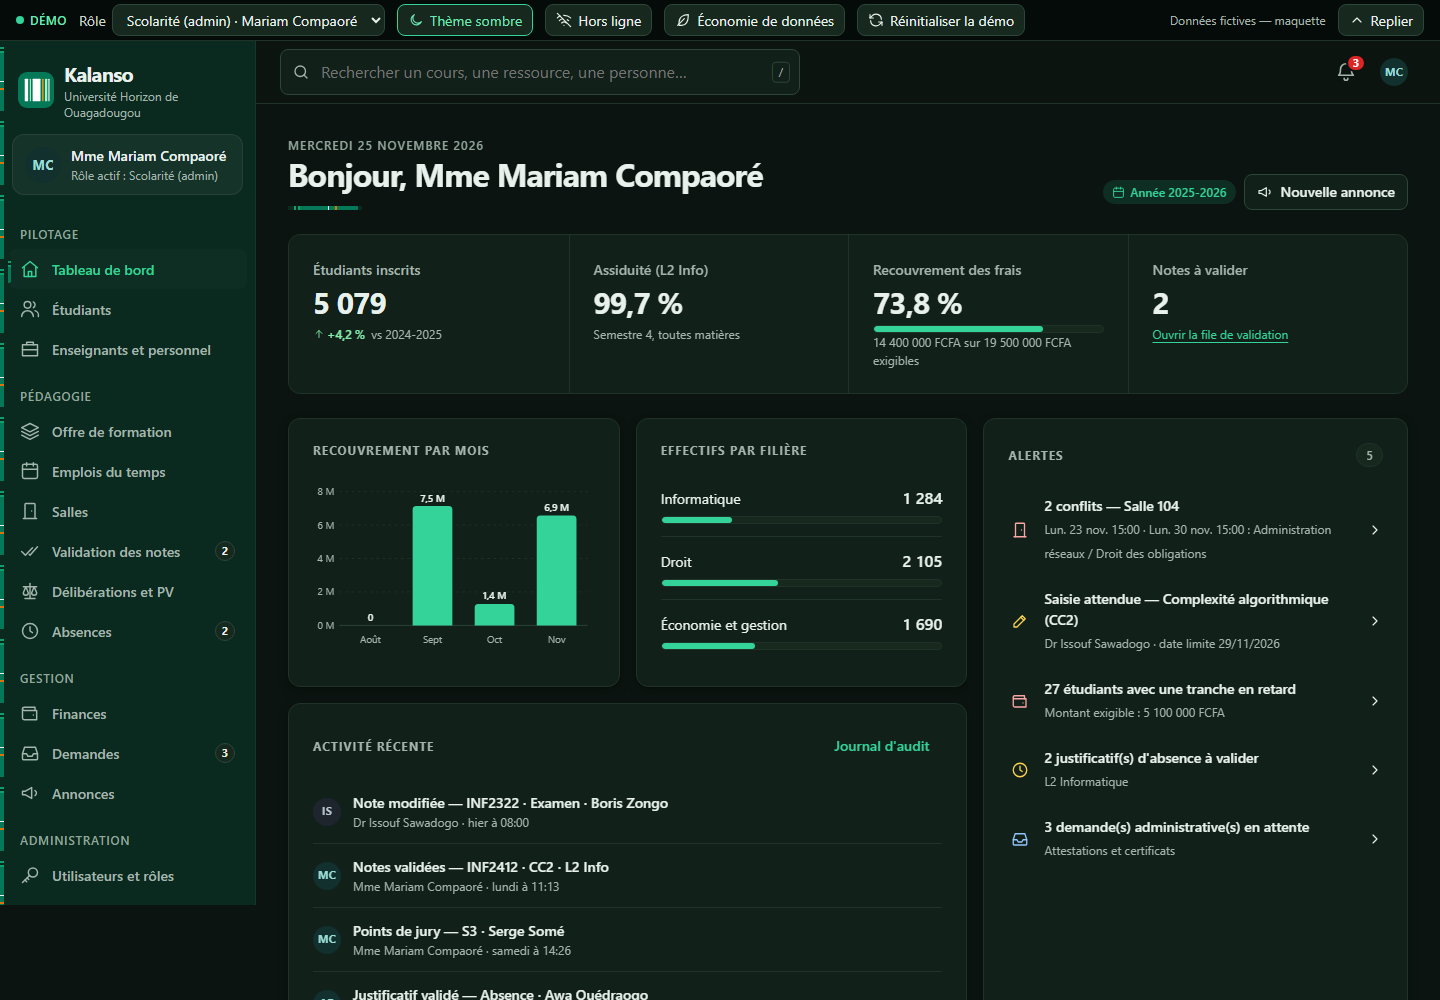 DÉMO
Rôle
Scolarité (admin) · Mariam Compaoré
Thème sombre
Hors ligne
Économie de données
Réinitialiser la démo
Données fictives — maquette
Replier
Kalanso
Université Horizon de
Ouagadougou
Rechercher un cours, une ressource, une personne...
/
3
MC
MC
Mme Mariam Compaoré
Rôle actif : Scolarité (admin)
PILOTAGE
Tableau de bord
Étudiants
Enseignants et personnel
PÉDAGOGIE
Offre de formation
Emplois du temps
Salles
Validation des notes
2
Délibérations et PV
Absences
2
GESTION
Finances
Demandes
3
Annonces
ADMINISTRATION
Utilisateurs et rôles
MERCREDI 25 NOVEMBRE 2026
Bonjour, Mme Mariam Compaoré
Année 2025-2026
Nouvelle annonce
Étudiants inscrits
5 079
+4,2 % vs 2024-2025
Assiduité (L2 Info)
99,7 %
Semestre 4, toutes matières
Recouvrement des frais
73,8 %
14 400 000 FCFA sur 19 500 000 FCFA
exigibles
Notes à valider
2
Ouvrir la file de validation
RECOUVREMENT PAR MOIS
8 M
6 M
4 M
2 M
0 M
0
7,5 M
1,4 M
6,9 M
Août
Sept
Oct
Nov
EFFECTIFS PAR FILIÈRE
Informatique
1 284
Droit
2 105
Économie et gestion
1 690
ALERTES
5
2 conflits — Salle 104
Lun. 23 nov. 15:00 · Lun. 30 nov. 15:00 : Administration
réseaux / Droit des obligations
Saisie attendue — Complexité algorithmique
(CC2)
Dr Issouf Sawadogo · date limite 29/11/2026
27 étudiants avec une tranche en retard
Montant exigible : 5 100 000 FCFA
2 justificatif(s) d'absence à valider
L2 Informatique
3 demande(s) administrative(s) en attente
Attestations et certificats
ACTIVITÉ RÉCENTE
Journal d'audit
IS
Note modifiée — INF2322 · Examen · Boris Zongo
Dr Issouf Sawadogo · hier à 08:00
MC
Notes validées — INF2412 · CC2 · L2 Info
Mme Mariam Compaoré · lundi à 11:13
MC
Points de jury — S3 · Serge Somé
Mme Mariam Compaoré · samedi à 14:26
Justificatif validé — Absence · Awa Ouédraogo